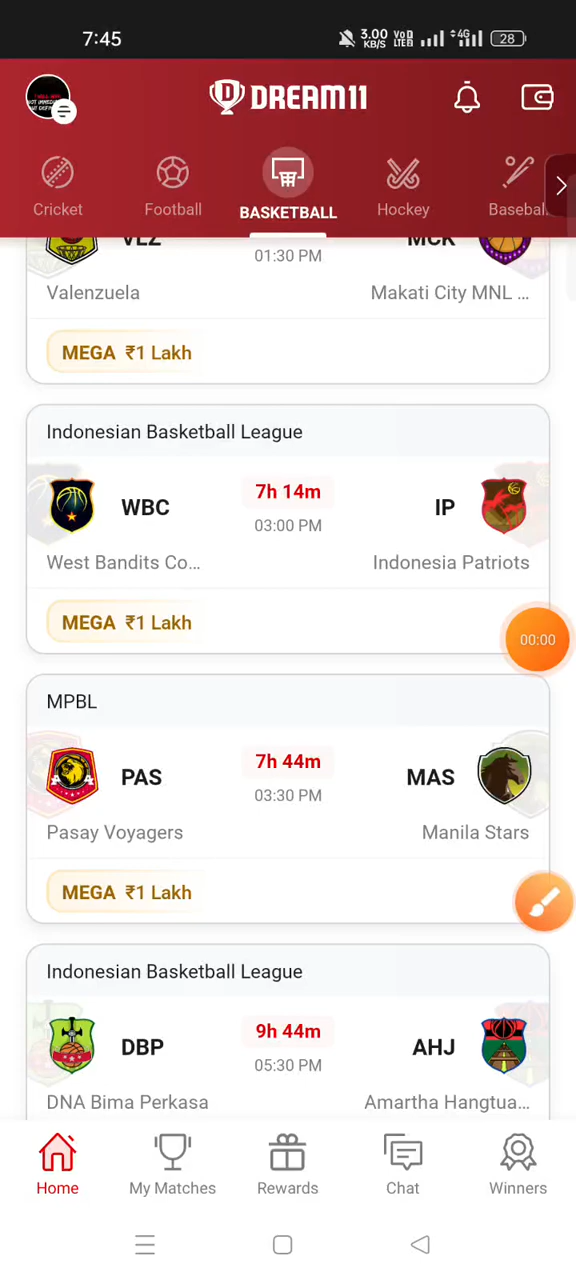 7:45
3.00 KB/S
VoD LTE
4G
28
DREAM11
Cricket
Football
BASKETBALL
Hockey
Basebal
VLZ
01:30 PM
MCK
Valenzuela
Makati City MNL ...
MEGA ₹1 Lakh
Indonesian Basketball League
WBC
7h 14m
03:00 PM
IP
West Bandits Co...
Indonesia Patriots
MEGA ₹1 Lakh
00:00
MPBL
PAS
7h 44m
03:30 PM
MAS
Pasay Voyagers
Manila Stars
MEGA ₹1 Lakh
Indonesian Basketball League
DBP
9h 44m
05:30 PM
AHJ
DNA Bima Perkasa
Amartha Hangtua...
Home
My Matches
Rewards
Chat
Winners